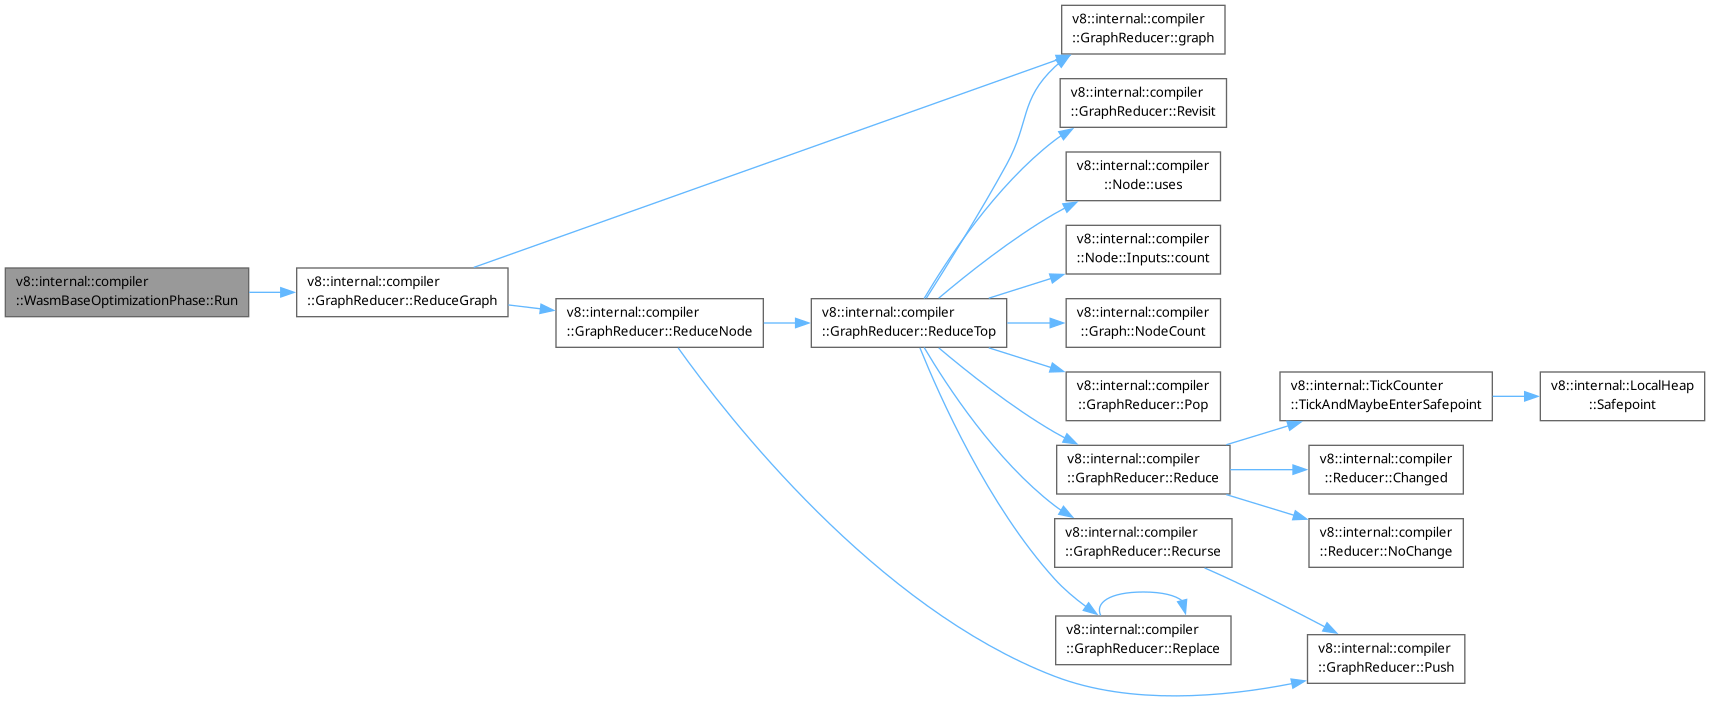 v8::internal::compiler
::GraphReducer::graph
v8::internal::compiler
::GraphReducer::Revisit
v8::internal::compiler
::Node::uses
v8::internal::compiler
::Node::Inputs::count
v8::internal::compiler
::WasmBaseOptimizationPhase::Run
v8::internal::compiler
::GraphReducer::ReduceGraph
v8::internal::compiler
::GraphReducer::ReduceNode
v8::internal::compiler
::GraphReducer::ReduceTop
v8::internal::compiler
::Graph::NodeCount
v8::internal::compiler
::GraphReducer::Pop
v8::internal::TickCounter
::TickAndMaybeEnterSafepoint
v8::internal::LocalHeap
::Safepoint
v8::internal::compiler
::GraphReducer::Reduce
v8::internal::compiler
::Reducer::Changed
v8::internal::compiler
::GraphReducer::Recurse
v8::internal::compiler
::Reducer::NoChange
v8::internal::compiler
::GraphReducer::Replace
v8::internal::compiler
::GraphReducer::Push